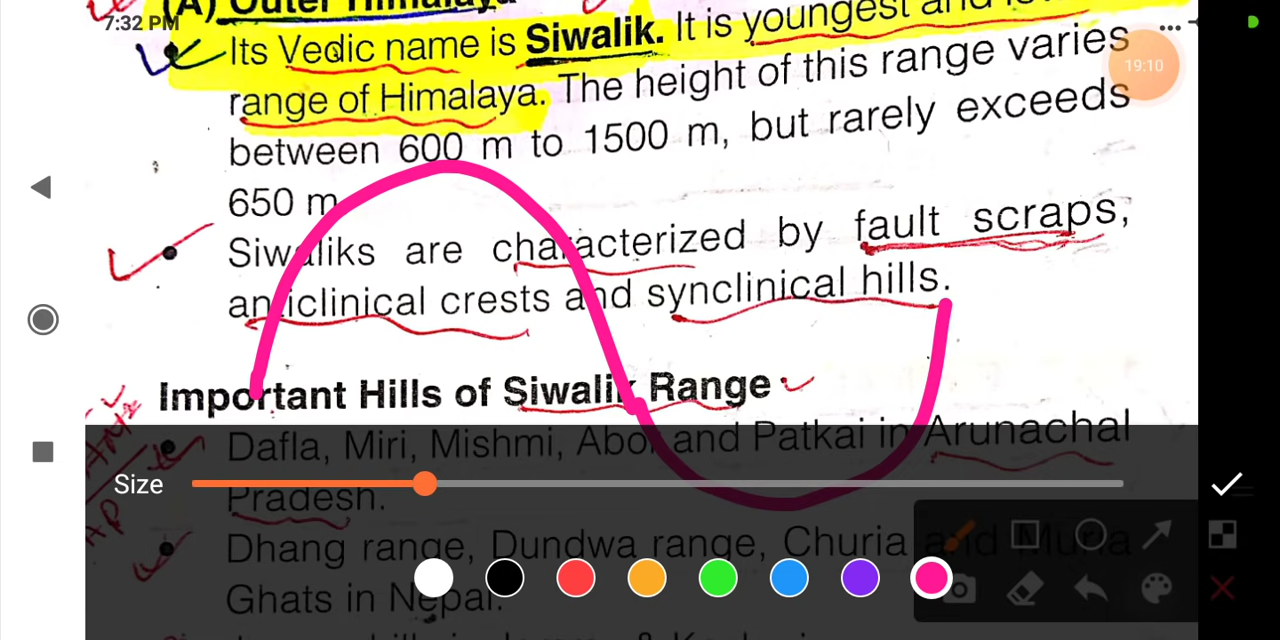 (A) Outer Himalaya
7:32 PM
Its Vedic name is Siwalik. It is youngest and
range of Himalaya. The height of this range varies
19:10
between 600 m to 1500 m, but rarely exceeds
650 m
Siwaliks are characterized by fault scraps,
anticlinical crests and synclinical hills.
Important Hills of Siwalik Range
Dafla, Miri, Mishmi, Abor and Patkai in Arunachal
Size
Pradesh.
Dhang range, Dundwa range, Churia and Muria
Ghats in Nepal.